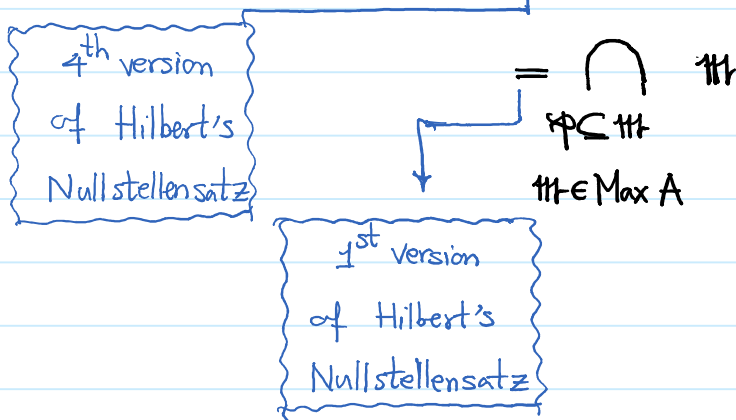 4th version
of Hilbert's
Nullstellensatz
= ⋂ 𝔪
𝔭 ⊆ 𝔪
𝔪 ∈ Max A
1st version
of Hilbert's
Nullstellensatz